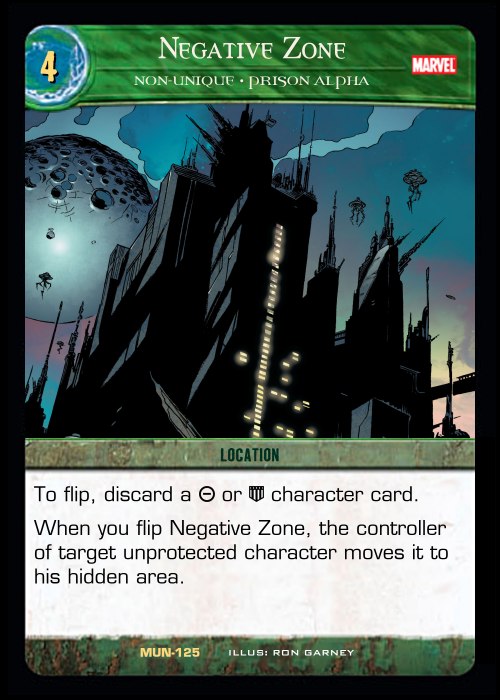 4
NEGATIVE ZONE
NON-UNIQUE • PRISON ALPHA
MARVEL
LOCATION
To flip, discard a or character card.
When you flip Negative Zone, the controller
of target unprotected character moves it to
his hidden area.
MUN-125 ILLUS: RON GARNEY